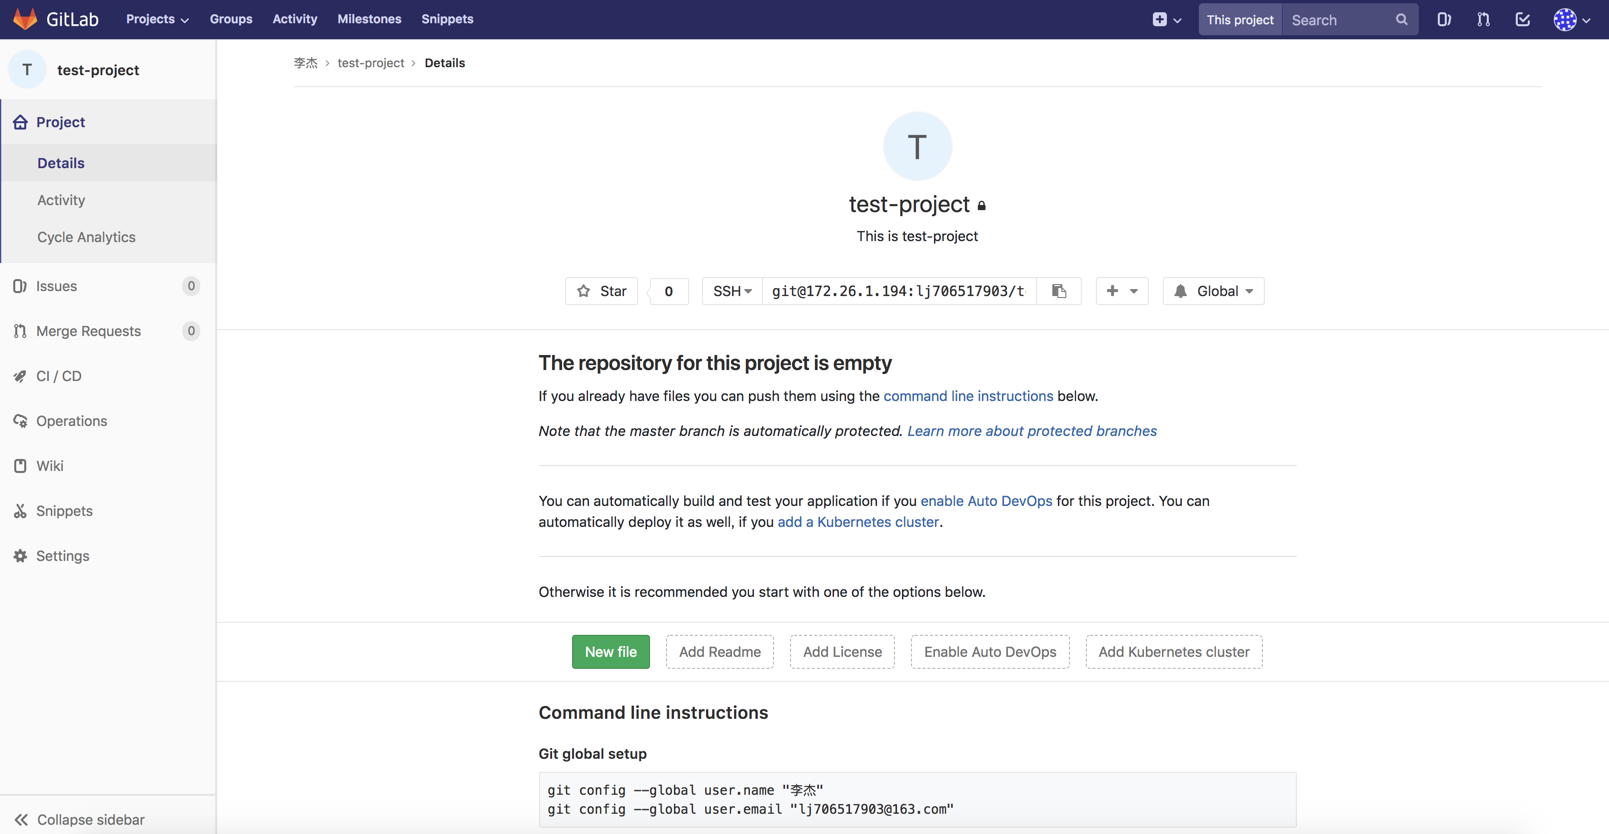 GitLab Projects Groups Activity Milestones Snippets This project Search
T test-project
李杰 › test-project › Details
Project
Details
Activity
Cycle Analytics
Issues 0
Merge Requests 0
CI / CD
Operations
Wiki
Snippets
Settings
Collapse sidebar
T
test-project
This is test-project
Star 0 SSH git@172.26.1.194:lj706517903/t Global
The repository for this project is empty
If you already have files you can push them using the command line instructions below.
Note that the master branch is automatically protected. Learn more about protected branches
You can automatically build and test your application if you enable Auto DevOps for this project. You can
automatically deploy it as well, if you add a Kubernetes cluster.
Otherwise it is recommended you start with one of the options below.
New file Add Readme Add License Enable Auto DevOps Add Kubernetes cluster
Command line instructions
Git global setup
git config --global user.name "李杰"
git config --global user.email "lj706517903@163.com"